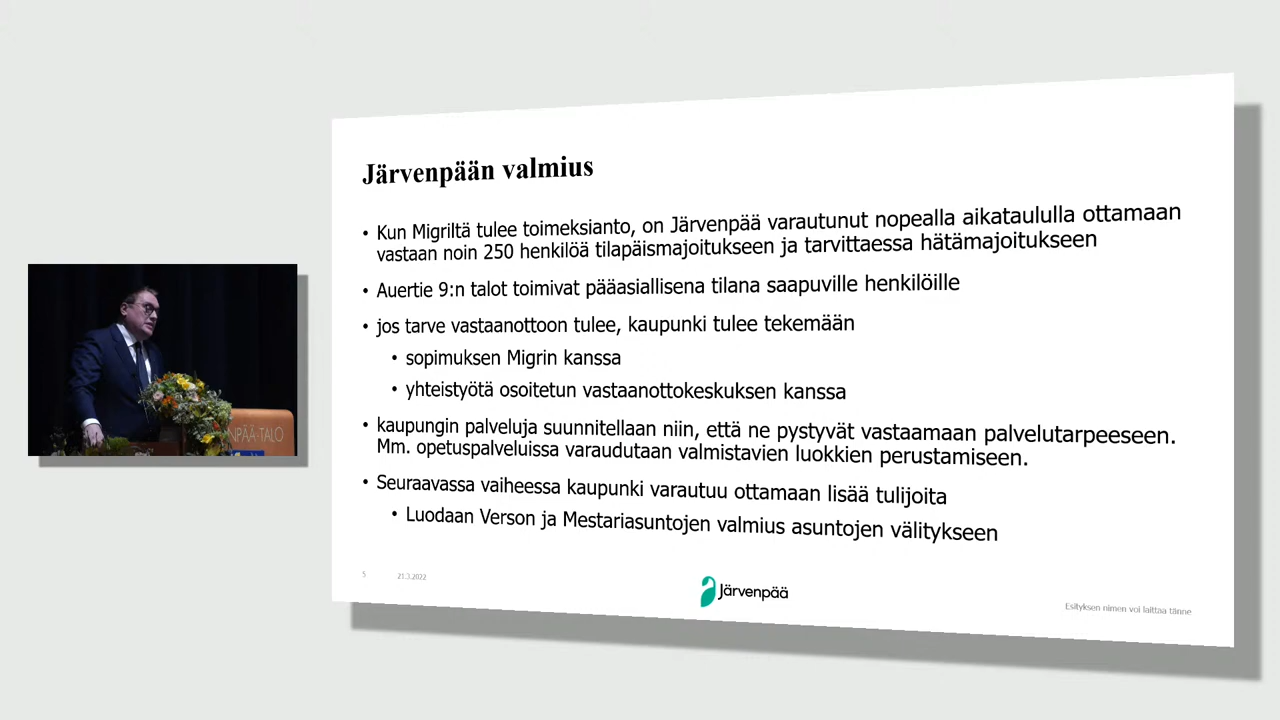 Järvenpään valmius
• Kun Migriltä tulee toimeksianto, on Järvenpää varautunut nopealla aikataululla ottamaan
vastaan noin 250 henkilöä tilapäismajoitukseen ja tarvittaessa hätämajoitukseen
• Auertie 9:n talot toimivat pääasiallisena tilana saapuville henkilöille
• jos tarve vastaanottoon tulee, kaupunki tulee tekemään
• sopimuksen Migrin kanssa
• yhteistyötä osoitetun vastaanottokeskuksen kanssa
• kaupungin palveluja suunnitellaan niin, että ne pystyvät vastaamaan palvelutarpeeseen.
Mm. opetuspalveluissa varaudutaan valmistavien luokkien perustamiseen.
• Seuraavassa vaiheessa kaupunki varautuu ottamaan lisää tulijoita
• Luodaan Verson ja Mestariasuntojen valmius asuntojen välitykseen
5 21.3.2022
Järvenpää
Esityksen nimen voi laittaa tänne
NPÄÄ-TALO